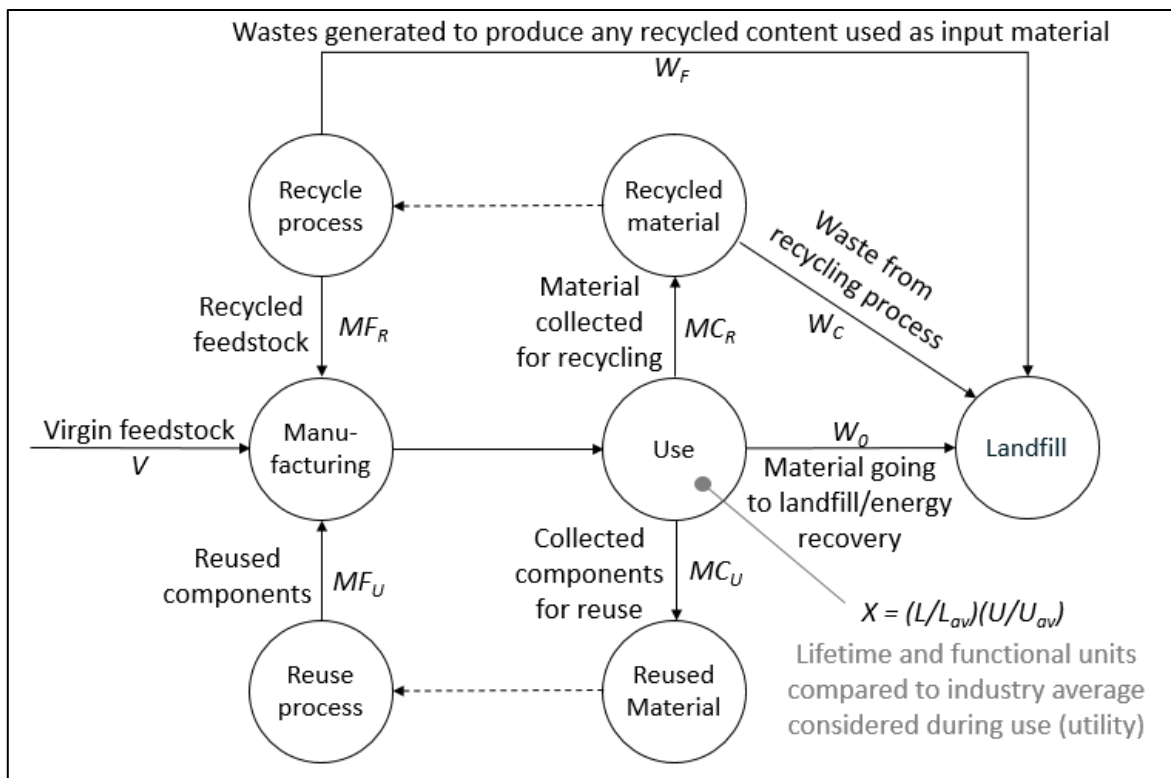 Wastes generated to produce any recycled content used as input material
W_F
Recycle
process
Recycled
material
Waste from
recycling process
W_C
Recycled
feedstock
MF_R
Material
collected
for recycling
MC_R
Virgin feedstock
V
Manu-
facturing
Use
W_0
Material going
to landfill/energy
recovery
Landfill
Reused
components
MF_U
Collected
components
for reuse
MC_U
X = (L/L_av)(U/U_av)
Reuse
process
Reused
Material
Lifetime and functional units
compared to industry average
considered during use (utility)